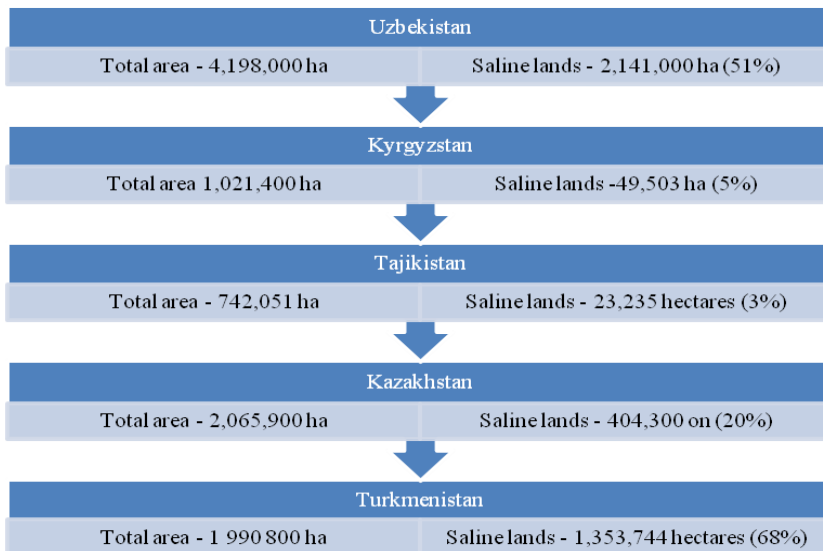 Uzbekistan
Total area - 4,198,000 ha
Saline lands - 2,141,000 ha (51%)
Kyrgyzstan
Total area 1,021,400 ha
Saline lands -49,503 ha (5%)
Tajikistan
Total area - 742,051 ha
Saline lands - 23,235 hectares (3%)
Kazakhstan
Total area - 2,065,900 ha
Saline lands - 404,300 on (20%)
Turkmenistan
Total area - 1 990 800 ha
Saline lands - 1,353,744 hectares (68%)